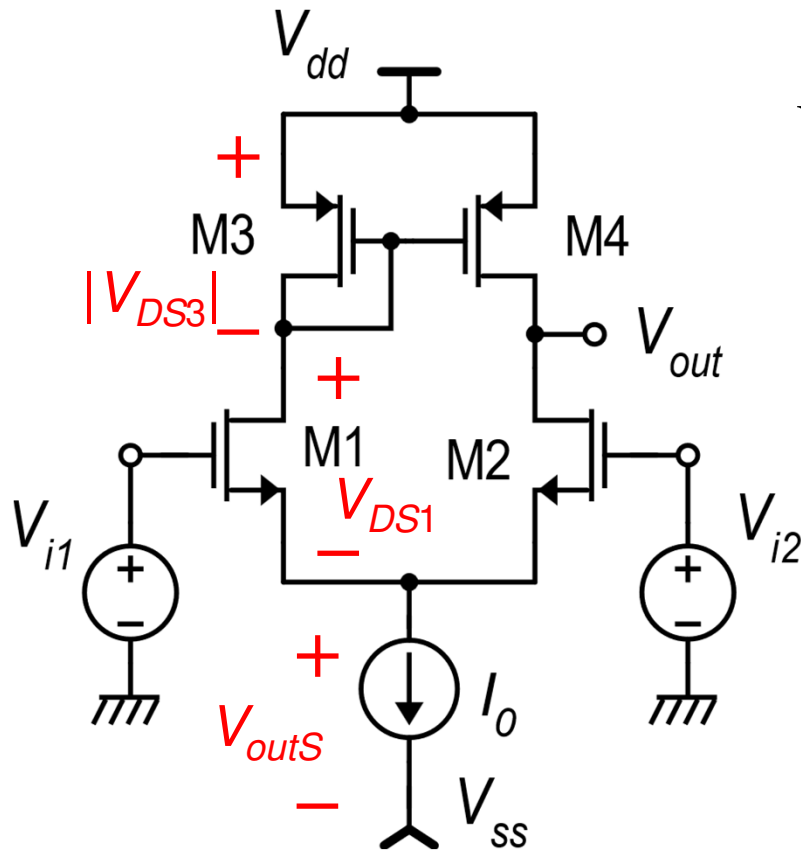 V_dd
+
M3
M4
|V_DS3|
−
V_out
+
M1
M2
V_DS1
V_i1
V_i2
−
+
−
+
−
+
I_0
V_outS
V_ss
−